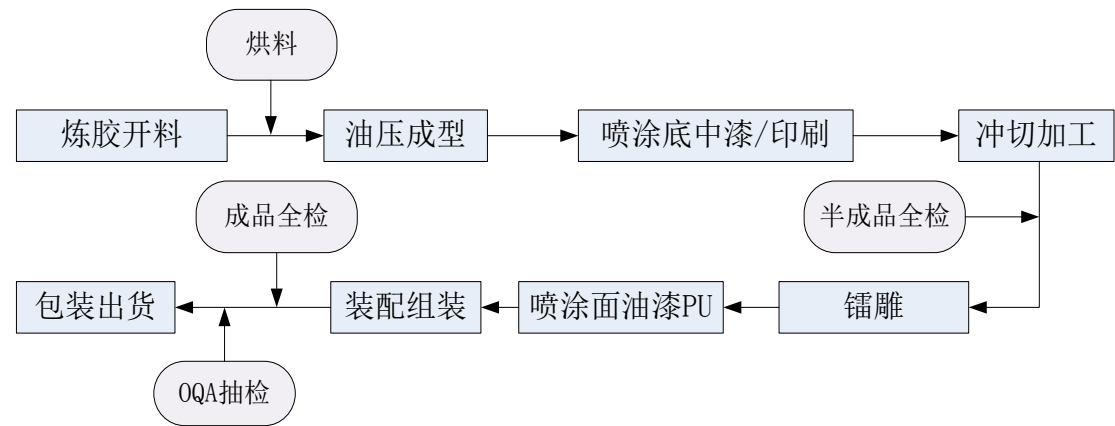 烘料
炼胶开料
油压成型
喷涂底中漆/印刷
冲切加工
成品全检
半成品全检
包装出货
装配组装
喷涂面油漆PU
镭雕
OQA抽检